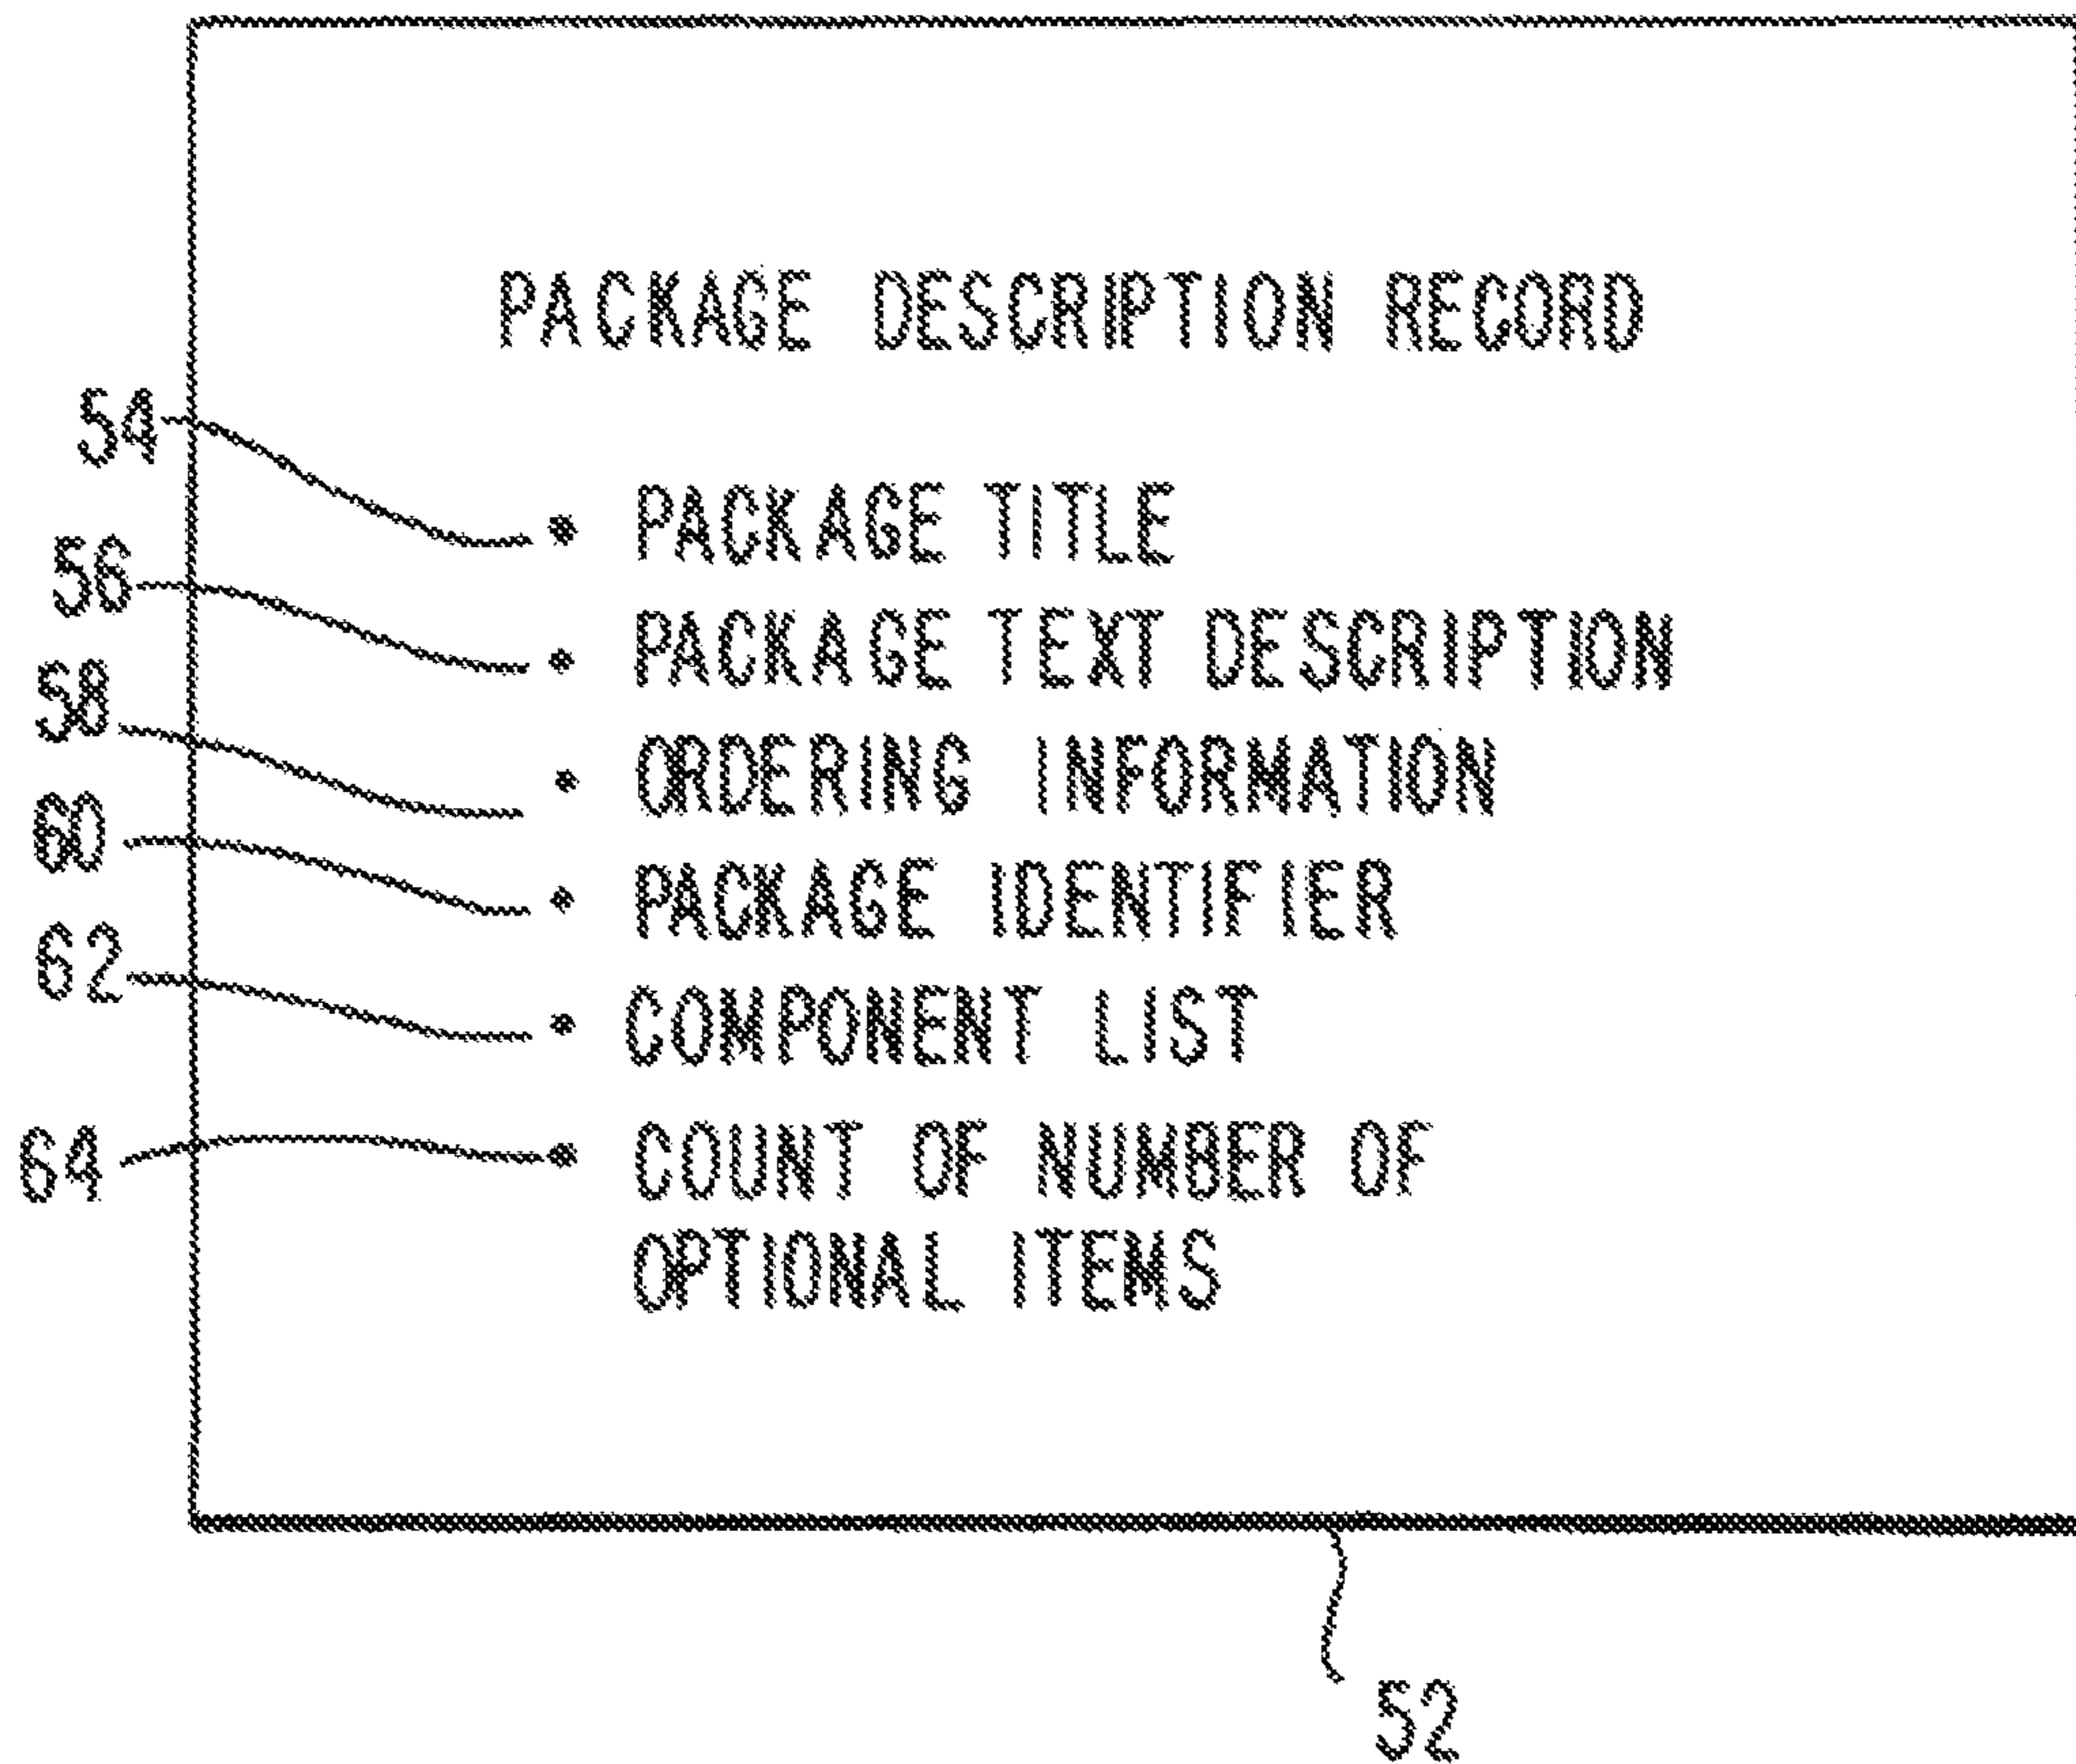 PACKAGE DESCRIPTION RECORD
54
• PACKAGE TITLE
56
• PACKAGE TEXT DESCRIPTION
58
• ORDERING INFORMATION
60
• PACKAGE IDENTIFIER
62
• COMPONENT LIST
64
• COUNT OF NUMBER OF
OPTIONAL ITEMS
52